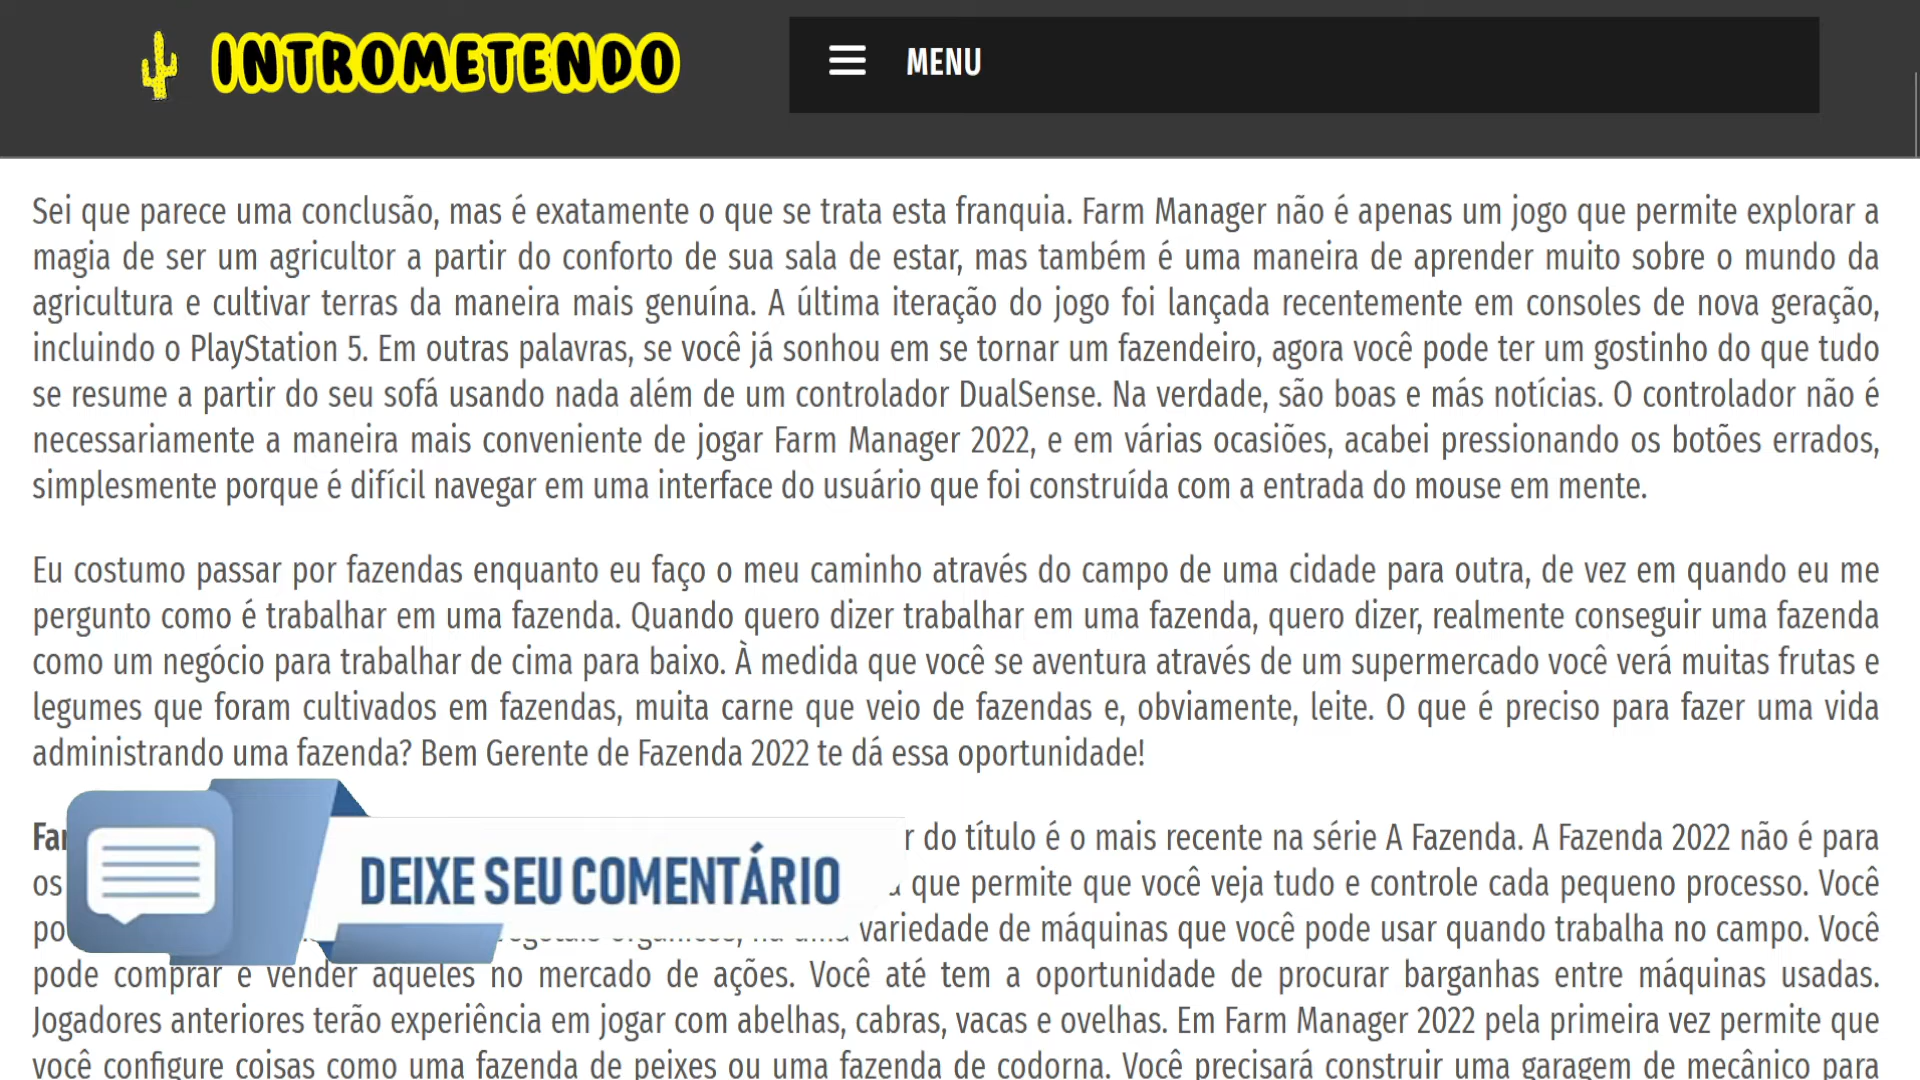 INTROMETENDO
MENU
Sei que parece uma conclusão, mas é exatamente o que se trata esta franquia. Farm Manager não é apenas um jogo que permite explorar a
magia de ser um agricultor a partir do conforto de sua sala de estar, mas também é uma maneira de aprender muito sobre o mundo da
agricultura e cultivar terras da maneira mais genuína. A última iteração do jogo foi lançada recentemente em consoles de nova geração,
incluindo o PlayStation 5. Em outras palavras, se você já sonhou em se tornar um fazendeiro, agora você pode ter um gostinho do que tudo
se resume a partir do seu sofá usando nada além de um controlador DualSense. Na verdade, são boas e más notícias. O controlador não é
necessariamente a maneira mais conveniente de jogar Farm Manager 2022, e em várias ocasiões, acabei pressionando os botões errados,
simplesmente porque é difícil navegar em uma interface do usuário que foi construída com a entrada do mouse em mente.
Eu costumo passar por fazendas enquanto eu faço o meu caminho através do campo de uma cidade para outra, de vez em quando eu me
pergunto como é trabalhar em uma fazenda. Quando quero dizer trabalhar em uma fazenda, quero dizer, realmente conseguir uma fazenda
como um negócio para trabalhar de cima para baixo. À medida que você se aventura através de um supermercado você verá muitas frutas e
legumes que foram cultivados em fazendas, muita carne que veio de fazendas e, obviamente, leite. O que é preciso para fazer uma vida
administrando uma fazenda? Bem Gerente de Fazenda 2022 te dá essa oportunidade!
do título é o mais recente na série A Fazenda. A Fazenda 2022 não é para
os que permite que você veja tudo e controle cada pequeno processo. Você
variedade de máquinas que você pode usar quando trabalha no campo. Você
pode comprar e vender aqueles no mercado de ações. Você até tem a oportunidade de procurar barganhas entre máquinas usadas.
Jogadores anteriores terão experiência em jogar com abelhas, cabras, vacas e ovelhas. Em Farm Manager 2022 pela primeira vez permite que
você configure coisas como uma fazenda de peixes ou uma fazenda de codorna. Você precisará construir uma garagem de mecânico para
DEIXE SEU COMENTÁRIO